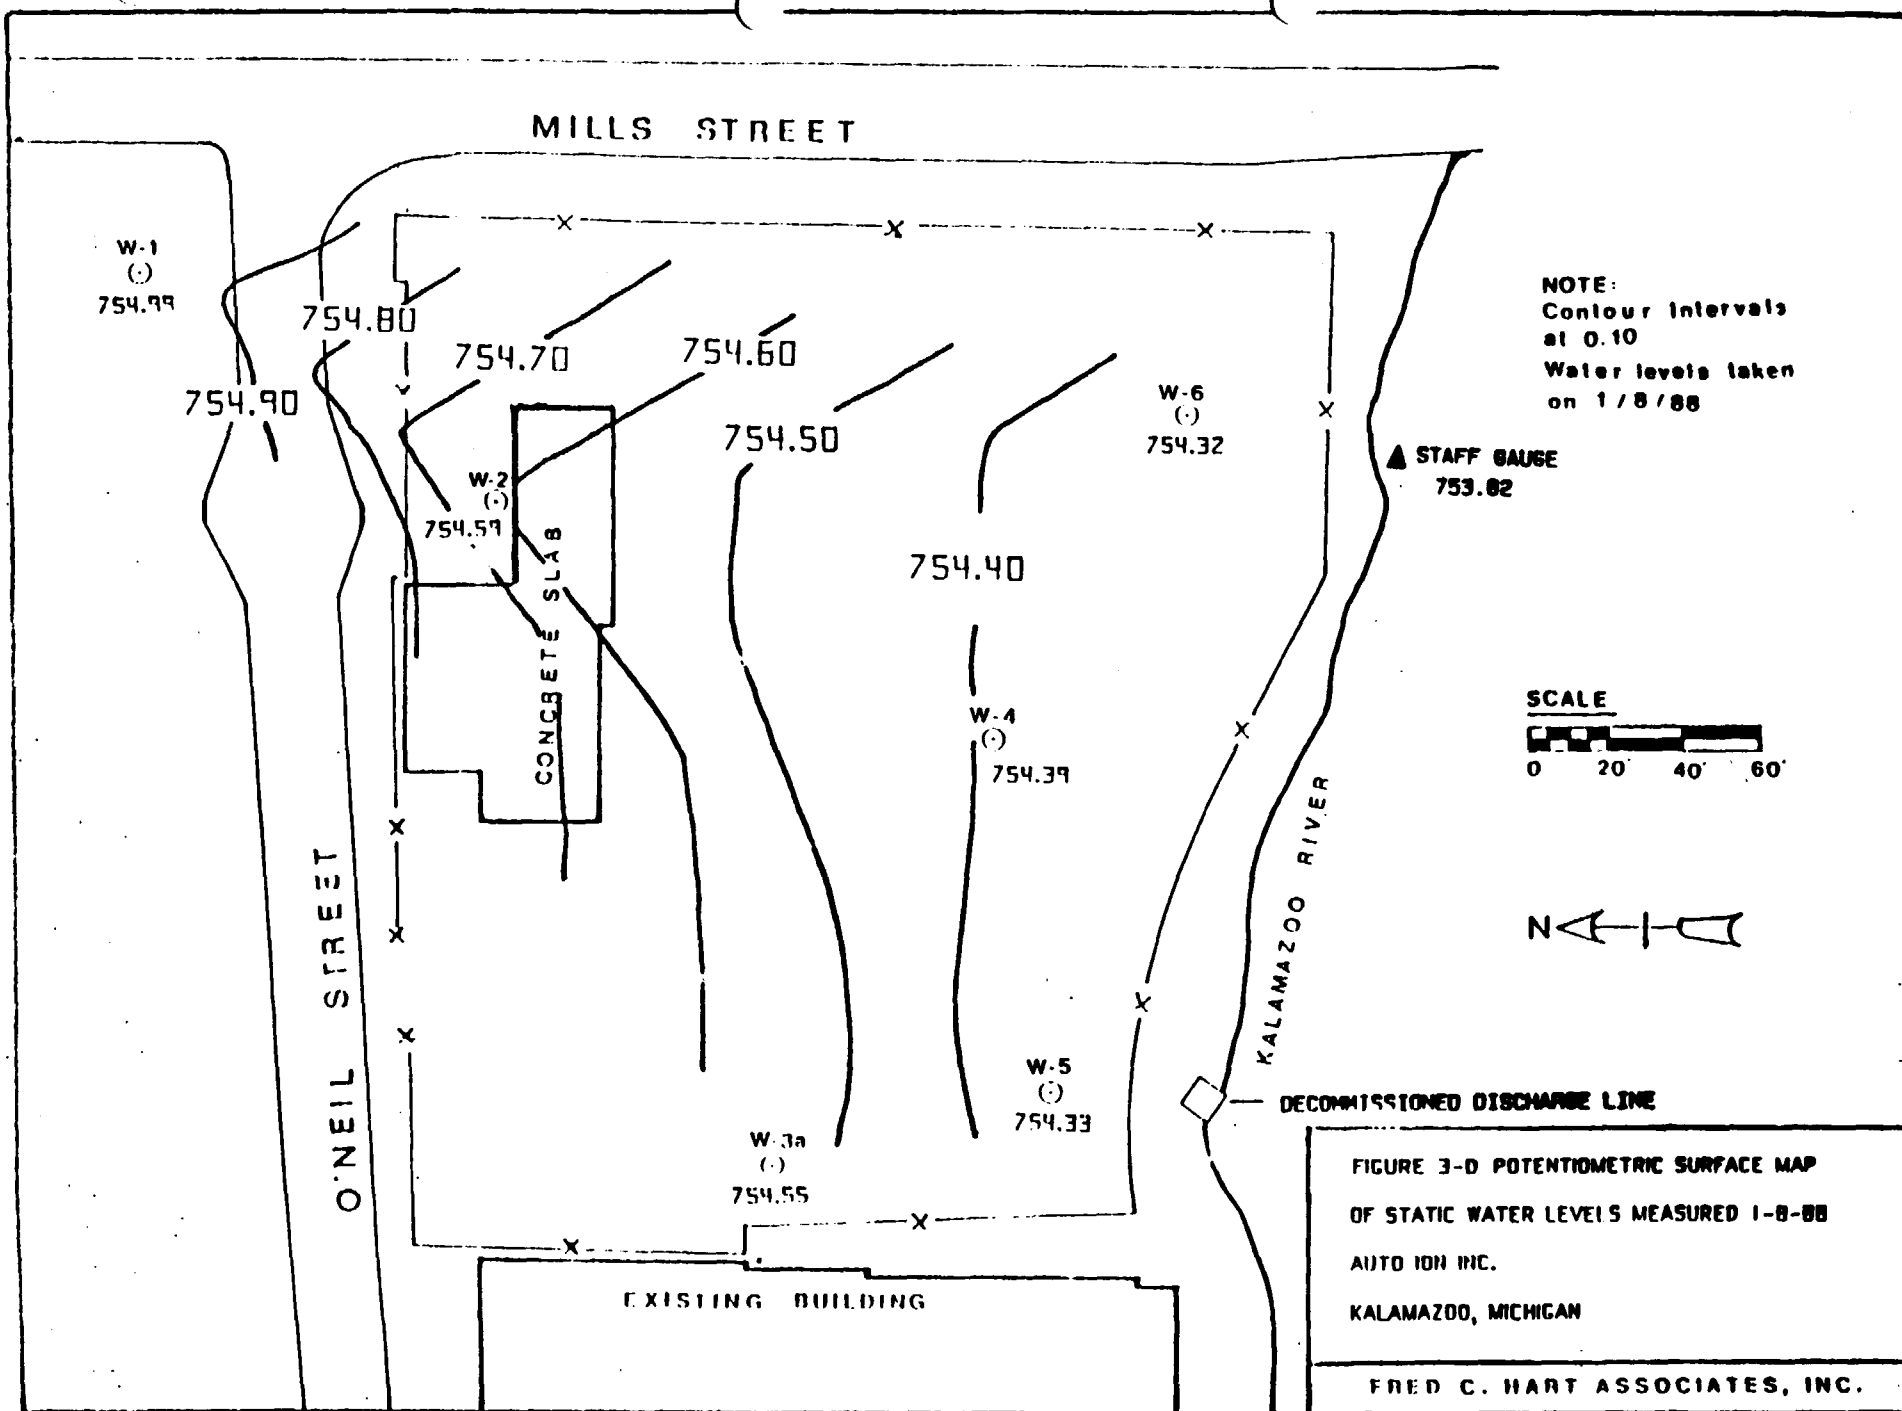 MILLS STREET
W-1
754.99
754.80
754.70
754.60
754.90
754.50
W-6
754.32
NOTE:
Contour Intervals
at 0.10
Water levels taken
on 1/8/88
STAFF GAUGE
753.82
W-2
754.59
754.40
CONCRETE SLAB
W-4
754.39
SCALE
0 20' 40' 60'
KALAMAZOO RIVER
N
O'NEIL STREET
W-5
754.33
DECOMMISSIONED DISCHARGE LINE
W-3a
754.55
EXISTING BUILDING
FIGURE 3-D POTENTIOMETRIC SURFACE MAP
OF STATIC WATER LEVELS MEASURED 1-8-88
AUTO ION INC.
KALAMAZOO, MICHIGAN
FRED C. HART ASSOCIATES, INC.